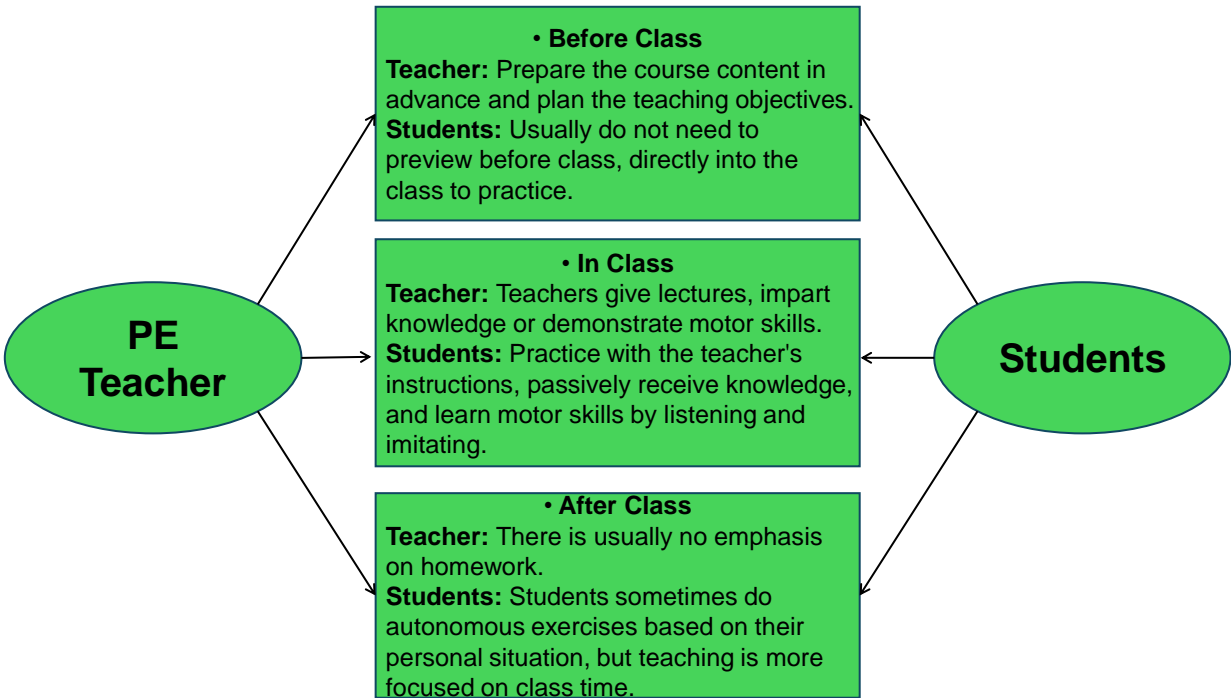 • Before Class
Teacher: Prepare the course content in
advance and plan the teaching objectives.
Students: Usually do not need to
preview before class, directly into the
class to practice.
• In Class
Teacher: Teachers give lectures, impart
knowledge or demonstrate motor skills.
Students: Practice with the teacher's
instructions, passively receive knowledge,
and learn motor skills by listening and
imitating.
PE
Teacher
Students
• After Class
Teacher: There is usually no emphasis
on homework.
Students: Students sometimes do
autonomous exercises based on their
personal situation, but teaching is more
focused on class time.